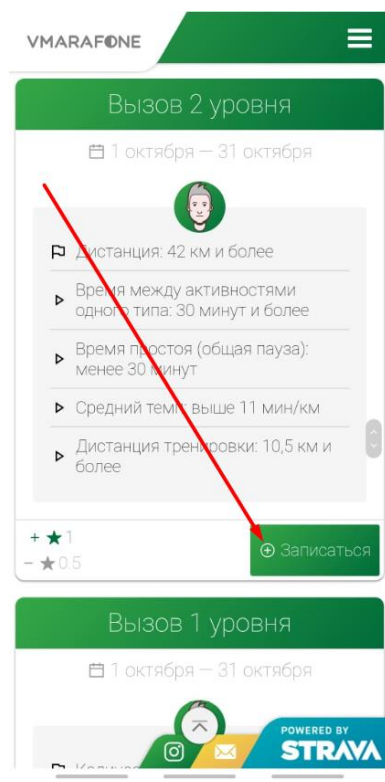 VMARAFONE
Вызов 2 уровня
1 октября — 31 октября
Дистанция: 42 км и более
Время между активностями
одного типа: 30 минут и более
Время простоя (общая пауза):
менее 30 минут
Средний темп: выше 11 мин/км
Дистанция тренировки: 10,5 км и
более
+ ★ 1
− ★ 0.5
Записаться
Вызов 1 уровня
1 октября — 31 октября
POWERED BY
STRAVA